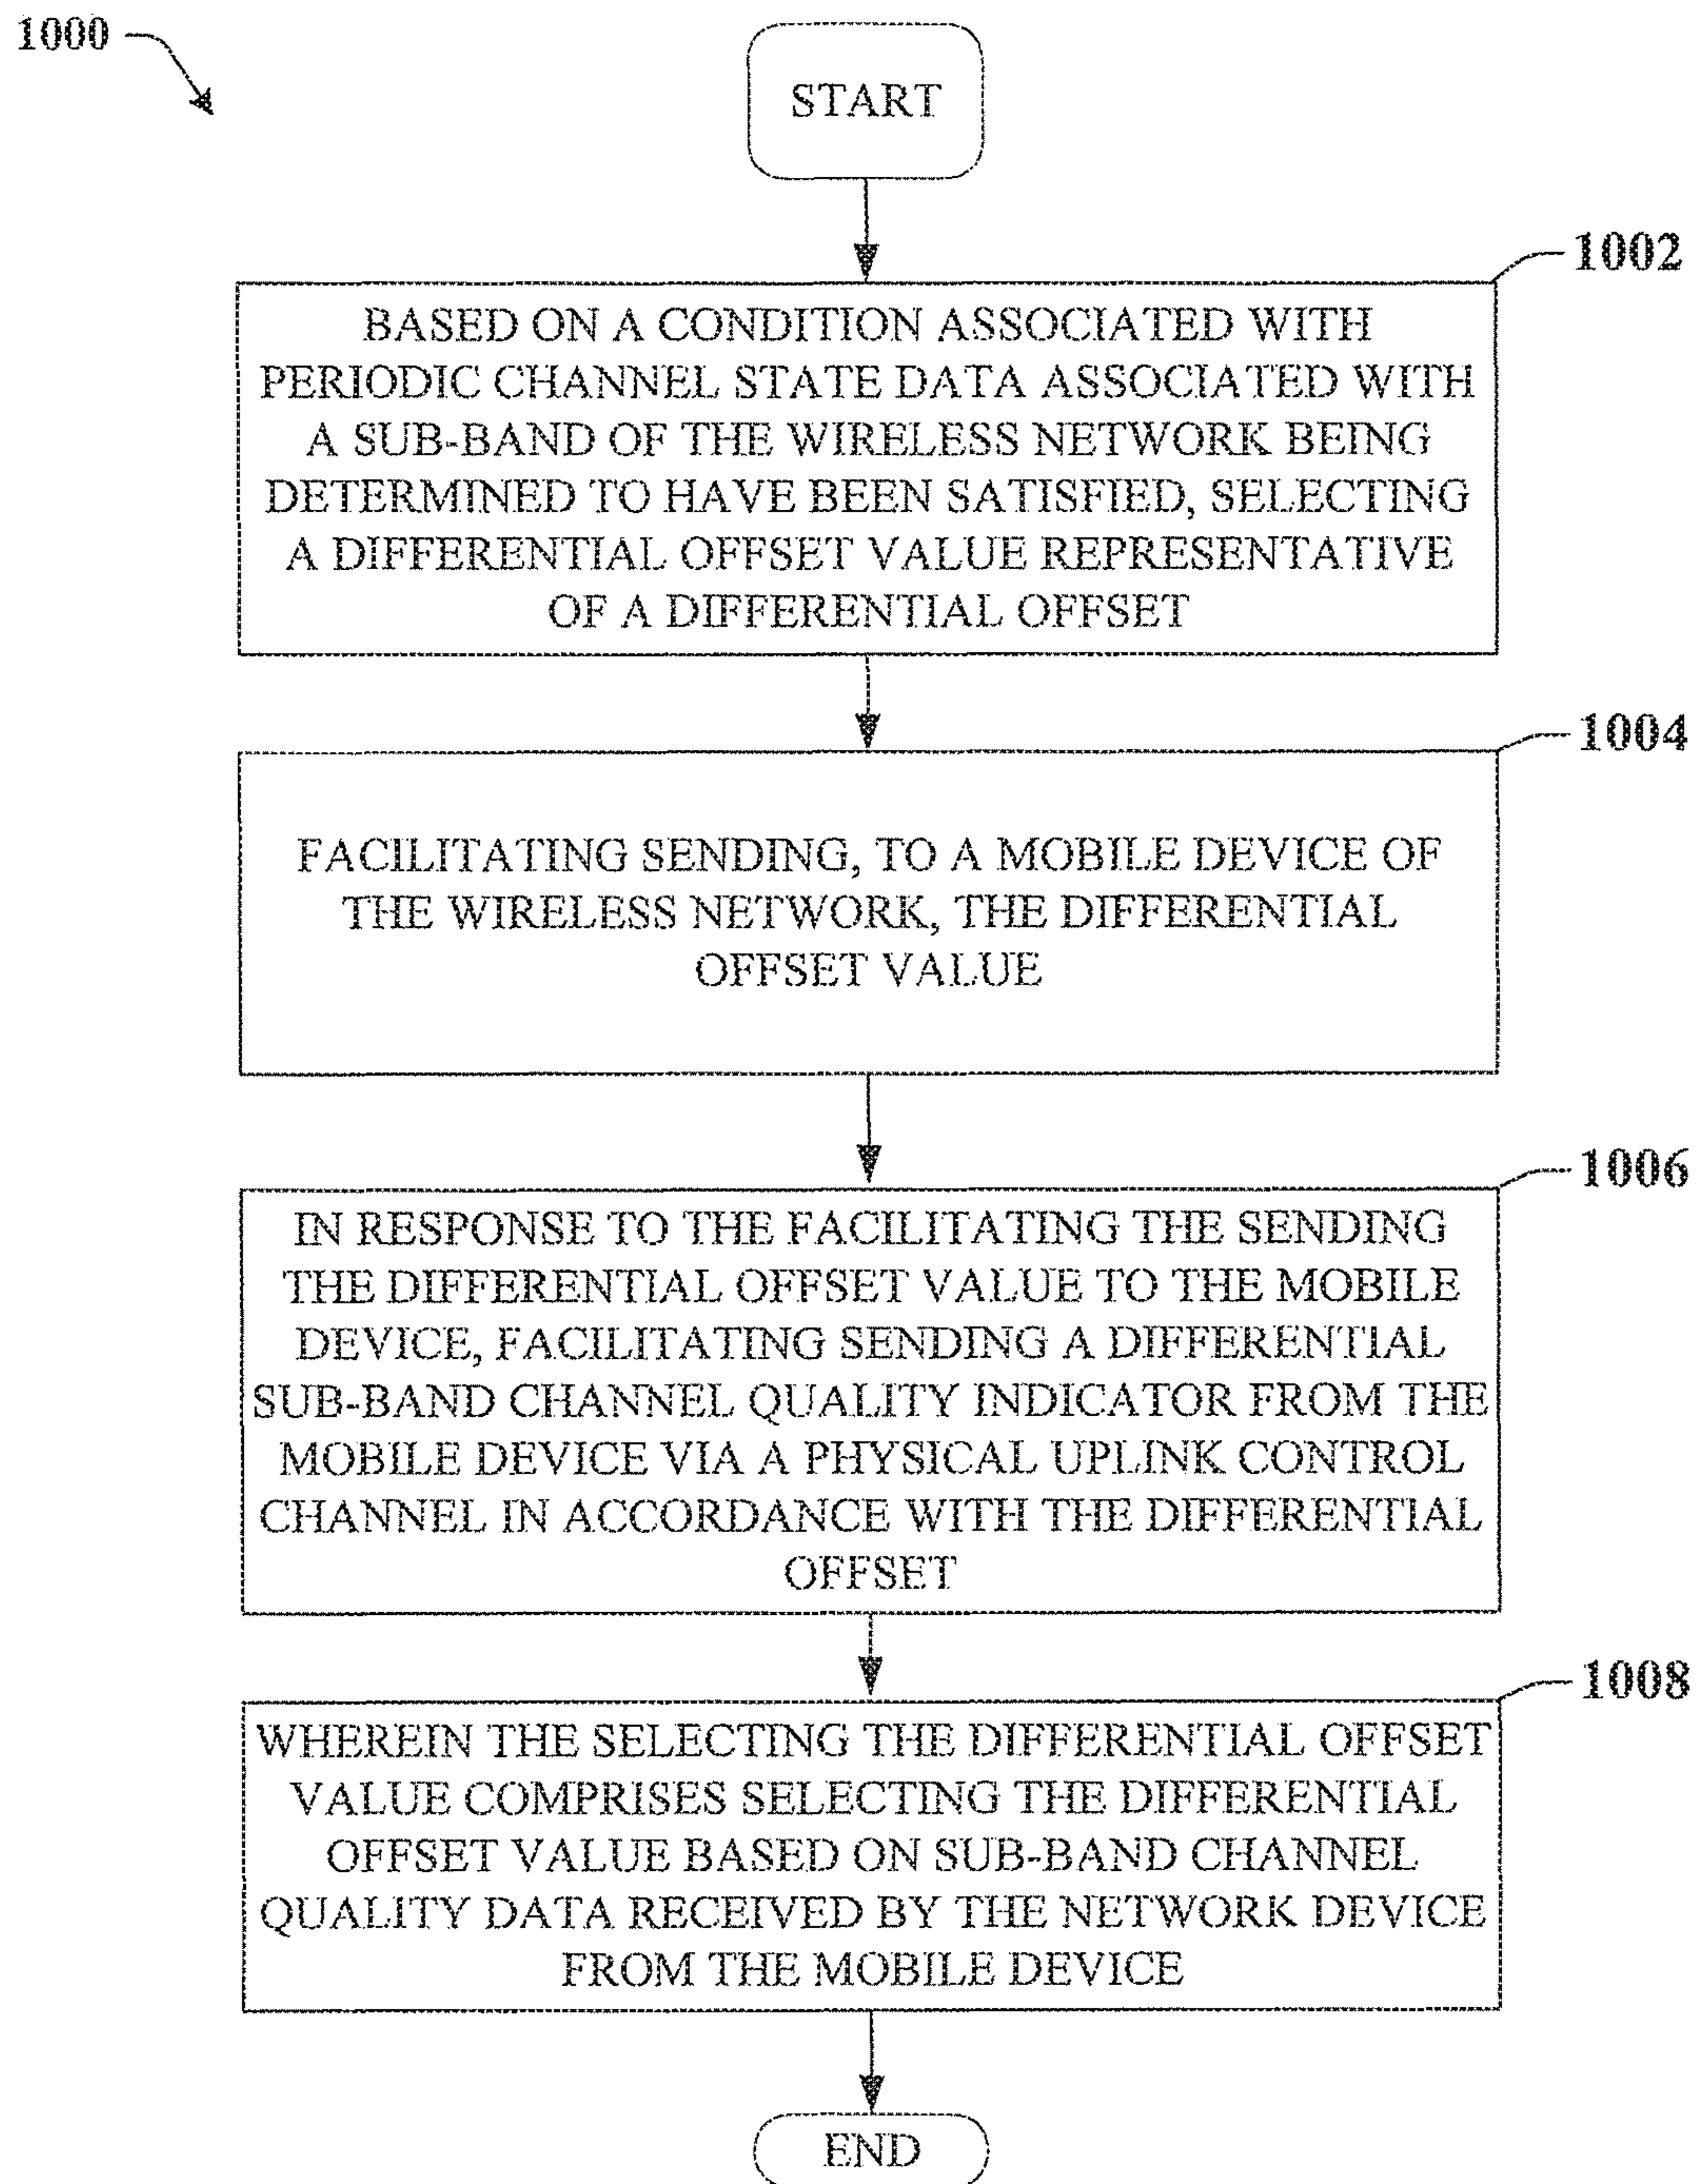 1000
START
1002
BASED ON A CONDITION ASSOCIATED WITH
PERIODIC CHANNEL STATE DATA ASSOCIATED WITH
A SUB-BAND OF THE WIRELESS NETWORK BEING
DETERMINED TO HAVE BEEN SATISFIED, SELECTING
A DIFFERENTIAL OFFSET VALUE REPRESENTATIVE
OF A DIFFERENTIAL OFFSET
1004
FACILITATING SENDING, TO A MOBILE DEVICE OF
THE WIRELESS NETWORK, THE DIFFERENTIAL
OFFSET VALUE
1006
IN RESPONSE TO THE FACILITATING THE SENDING
THE DIFFERENTIAL OFFSET VALUE TO THE MOBILE
DEVICE, FACILITATING SENDING A DIFFERENTIAL
SUB-BAND CHANNEL QUALITY INDICATOR FROM THE
MOBILE DEVICE VIA A PHYSICAL UPLINK CONTROL
CHANNEL IN ACCORDANCE WITH THE DIFFERENTIAL
OFFSET
1008
WHEREIN THE SELECTING THE DIFFERENTIAL OFFSET
VALUE COMPRISES SELECTING THE DIFFERENTIAL
OFFSET VALUE BASED ON SUB-BAND CHANNEL
QUALITY DATA RECEIVED BY THE NETWORK DEVICE
FROM THE MOBILE DEVICE
END